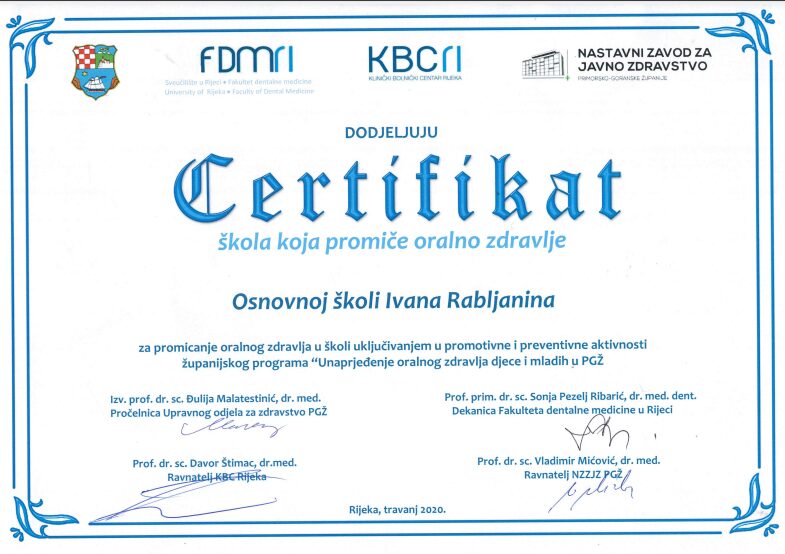 FDMRI
Sveučilište u Rijeci • Fakultet dentalne medicine
University of Rijeka • Faculty of Dental Medicine
KBCRI
KLINIČKI BOLNIČKI CENTAR RIJEKA
NASTAVNI ZAVOD ZA
JAVNO ZDRAVSTVO
PRIMORSKO-GORANSKE ŽUPANIJE
DODJELJUJU
Certifikat
škola koja promiče oralno zdravlje
Osnovnoj školi Ivana Rabljanina
za promicanje oralnog zdravlja u školi uključivanjem u promotivne i preventivne aktivnosti
županijskog programa “Unaprjeđenje oralnog zdravlja djece i mladih u PGŽ
Izv. prof. dr. sc. Đulija Malatestinić, dr. med.
Pročelnica Upravnog odjela za zdravstvo PGŽ
Prof. prim. dr. sc. Sonja Pezelj Ribarić, dr. med. dent.
Dekanica Fakulteta dentalne medicine u Rijeci
Prof. dr. sc. Davor Štimac, dr.med.
Ravnatelj KBC Rijeka
Prof. dr. sc. Vladimir Mićović, dr. med.
Ravnatelj NZZJZ PGŽ
Rijeka, travanj 2020.